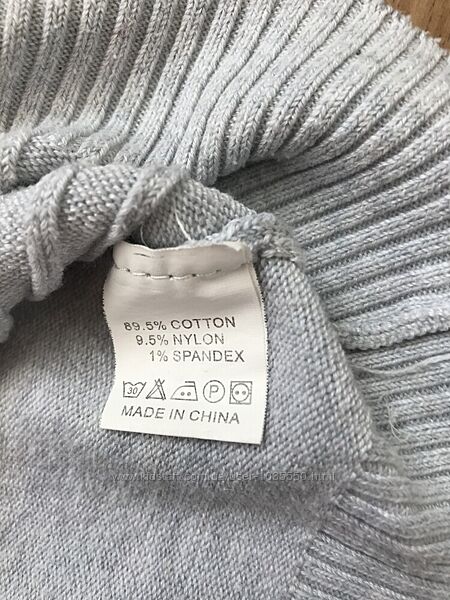 89.5% COTTON
9.5% NYLON
1% SPANDEX
30 P
MADE IN CHINA